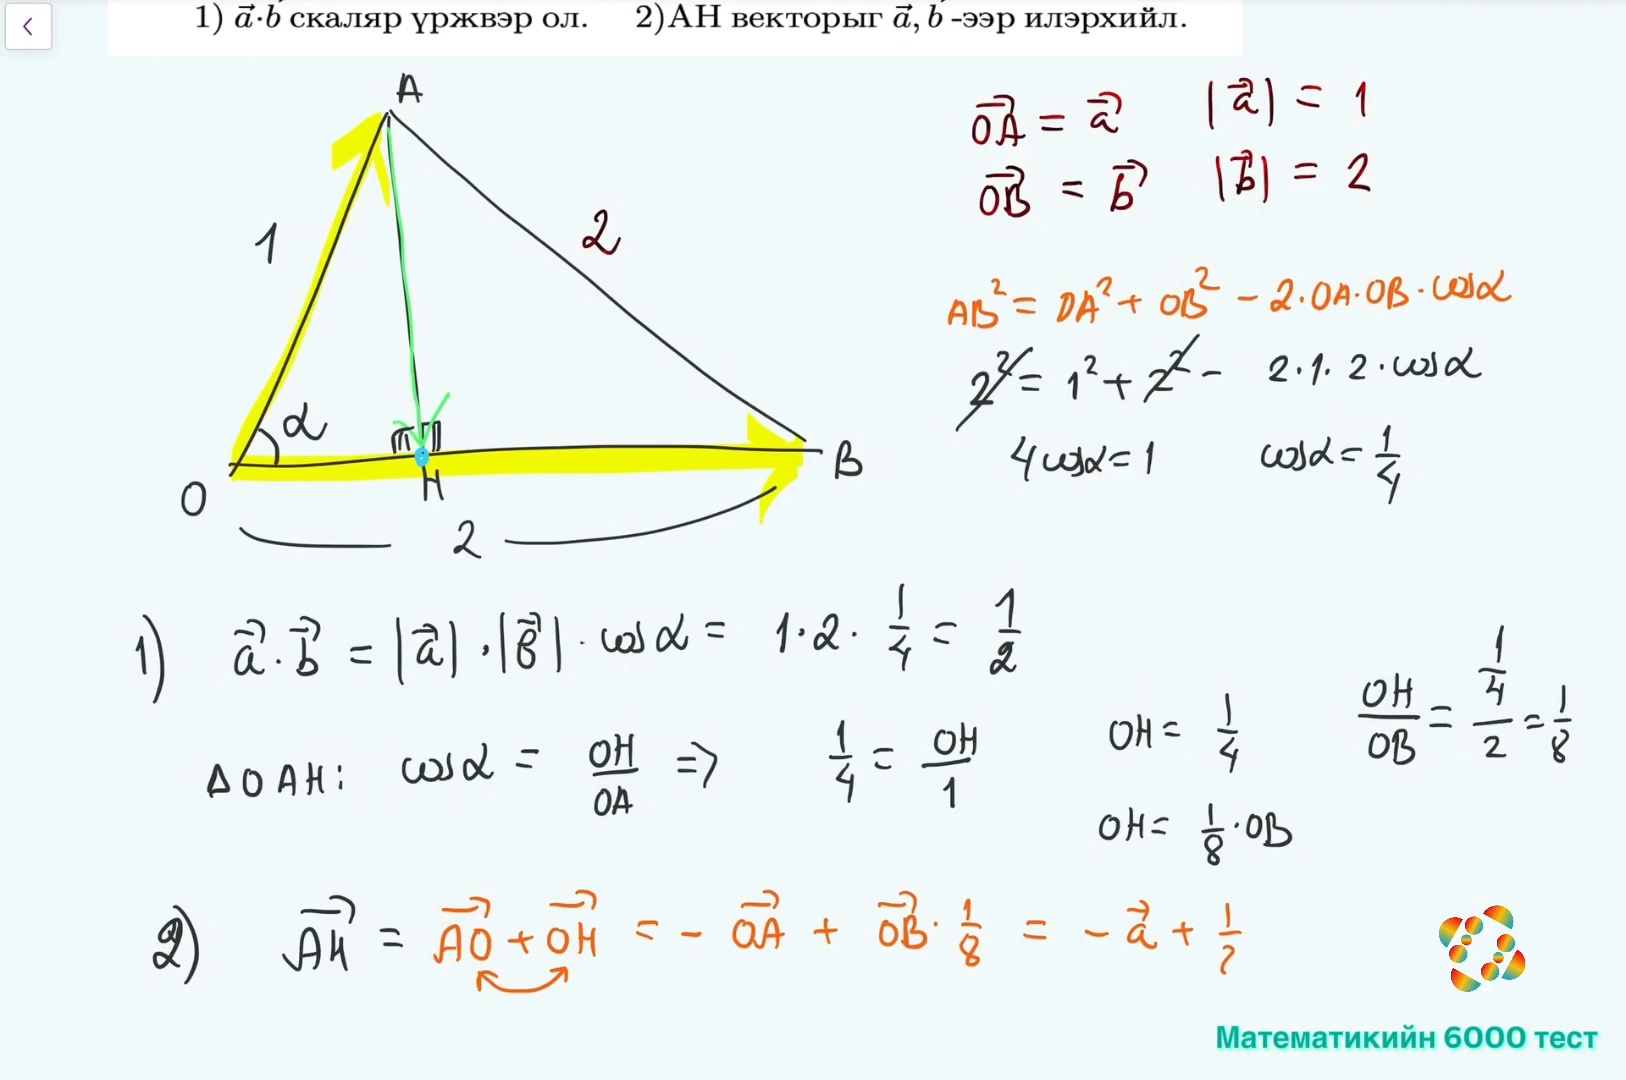 1) a⃗·b⃗ скаляр үржвэр ол. 2)AH векторыг a⃗, b⃗ -ээр илэрхийл.
A
1
2
α
O
H
B
2
OA⃗ = a⃗ |a⃗| = 1
OB⃗ = b⃗ |b⃗| = 2
AB² = OA² + OB² - 2·OA·OB·cosα
2² = 1² + 2² - 2·1·2·cosα
4cosα = 1 cosα = 1/4
1) a⃗·b⃗ = |a⃗|·|b⃗|·cosα = 1·2·1/4 = 1/2
ΔOAH: cosα = OH/OA ⇒ 1/4 = OH/1 OH = 1/4 OH/OB = (1/4)/2 = 1/8
OH = 1/8·OB
2) AH⃗ = AO⃗ + OH⃗ = - OA⃗ + OB⃗·1/8 = - a⃗ + 1/
Математикийн 6000 тест